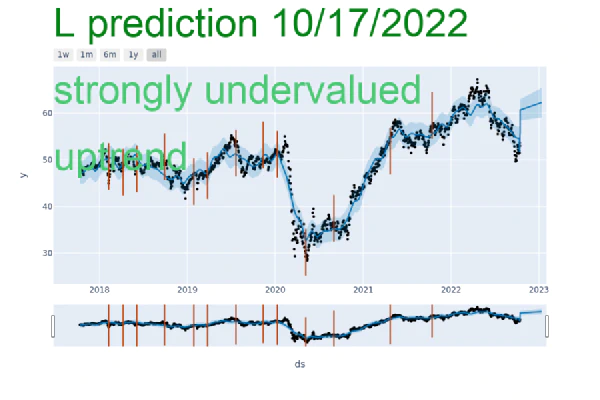 L prediction 10/17/2022
1w 1m 6m 1y all
strongly undervalued
60
uptrend
50
y
40
30
2018 2019 2020 2021 2022 2023
ds